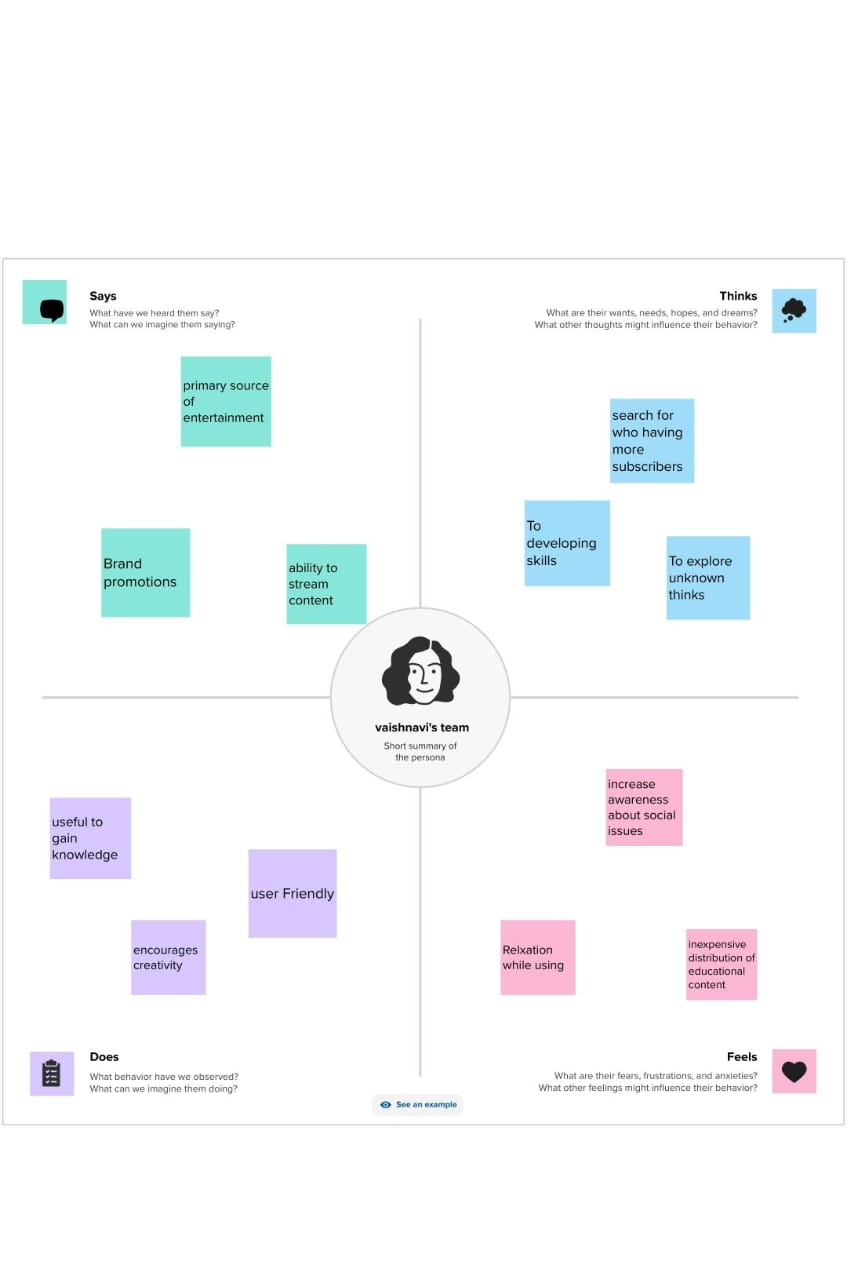 Says
What have we heard them say?
What can we imagine them saying?
primary source
of
entertainment
Brand
promotions
ability to
stream
content
Thinks
What are their wants, needs, hopes, and dreams?
What other thoughts might influence their behavior?
search for
who having
more
subscribers
To
developing
skills
To explore
unknown
thinks
vaishnavi's team
Short summary of
the persona
useful to
gain
knowledge
user Friendly
encourages
creativity
Does
What behavior have we observed?
What can we imagine them doing?
increase
awareness
about social
issues
Relxation
while using
inexpensive
distribution of
educational
content
Feels
What are their fears, frustrations, and anxieties?
What other feelings might influence their behavior?
See an example